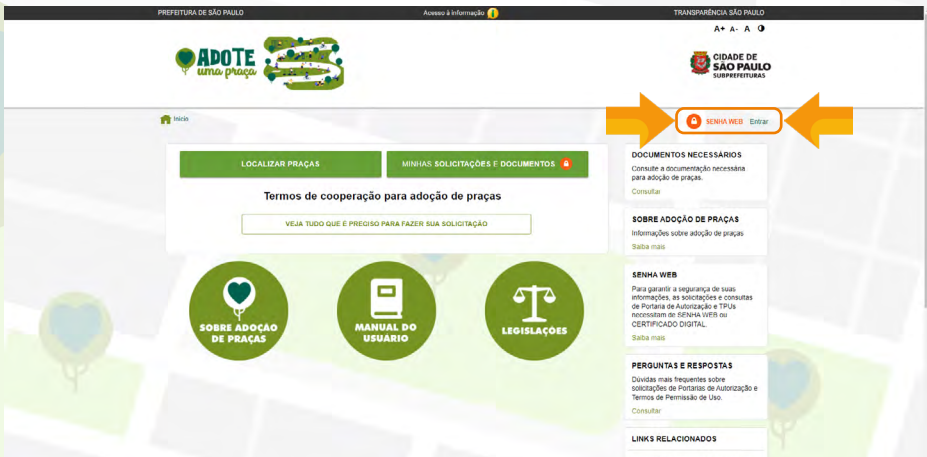 PREFEITURA DE SÃO PAULO
Acesso à informação
TRANSPARÊNCIA SÃO PAULO
A+ A- A
ADOTE
uma praça
CIDADE DE
SÃO PAULO
SUBPREFEITURAS
Início
SENHA WEB Entrar
LOCALIZAR PRAÇAS
MINHAS SOLICITAÇÕES E DOCUMENTOS
Termos de cooperação para adoção de praças
VEJA TUDO QUE É PRECISO PARA FAZER SUA SOLICITAÇÃO
SOBRE ADOÇÃO
DE PRAÇAS
MANUAL DO
USUARIO
LEGISLAÇÕES
DOCUMENTOS NECESSÁRIOS
Consulte a documentação necessária
para adoção de praças.
Consultar
SOBRE ADOÇÃO DE PRAÇAS
Informações sobre adoção de praças
Saiba mais
SENHA WEB
Para garantir a segurança de suas
informações, as solicitações e consultas
de Portaria de Autorização e TPUs
necessitam de SENHA WEB ou
CERTIFICADO DIGITAL.
Saiba mais
PERGUNTAS E RESPOSTAS
Dúvidas mais frequentes sobre
solicitações de Portarias de Autorização e
Termos de Permissão de Uso.
Consultar
LINKS RELACIONADOS